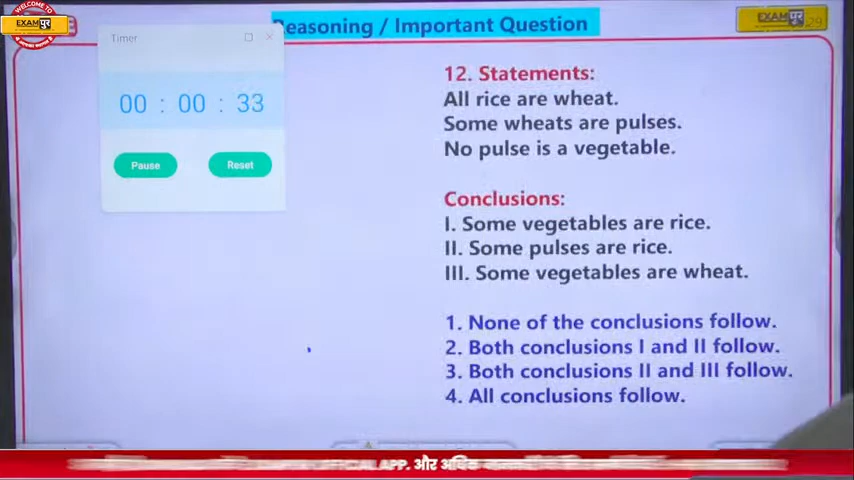 WELCOME TO
EXAMपुर
Timer
00 : 00 : 33
Pause
Reset
Reasoning / Important Question
EXAMपुर
29
12. Statements:
All rice are wheat.
Some wheats are pulses.
No pulse is a vegetable.
Conclusions:
I. Some vegetables are rice.
II. Some pulses are rice.
III. Some vegetables are wheat.
1. None of the conclusions follow.
2. Both conclusions I and II follow.
3. Both conclusions II and III follow.
4. All conclusions follow.
APP. और अधिक